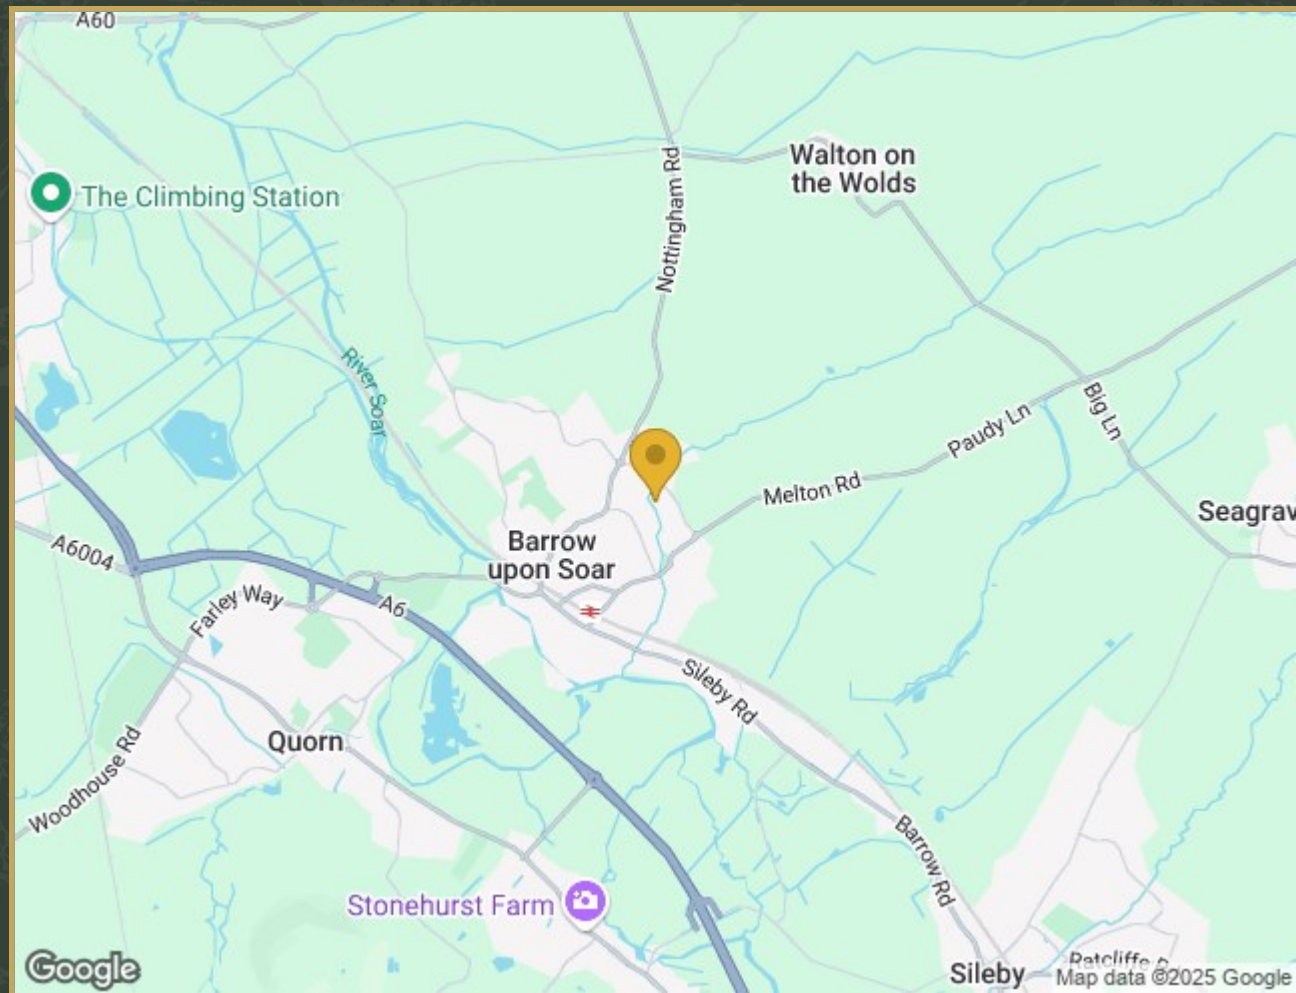 A60
Walton on
the Wolds
The Climbing Station
Nottingham Rd
River Soar
Big Ln
Paudy Ln
Melton Rd
Seagrav
A6004
Barrow
upon Soar
Farley Way
A6
Sileby Rd
Quorn
Woodhouse Rd
Barrow Rd
Stonehurst Farm
Google
Sileby
Ratcliffe
Map data ©2025 Google